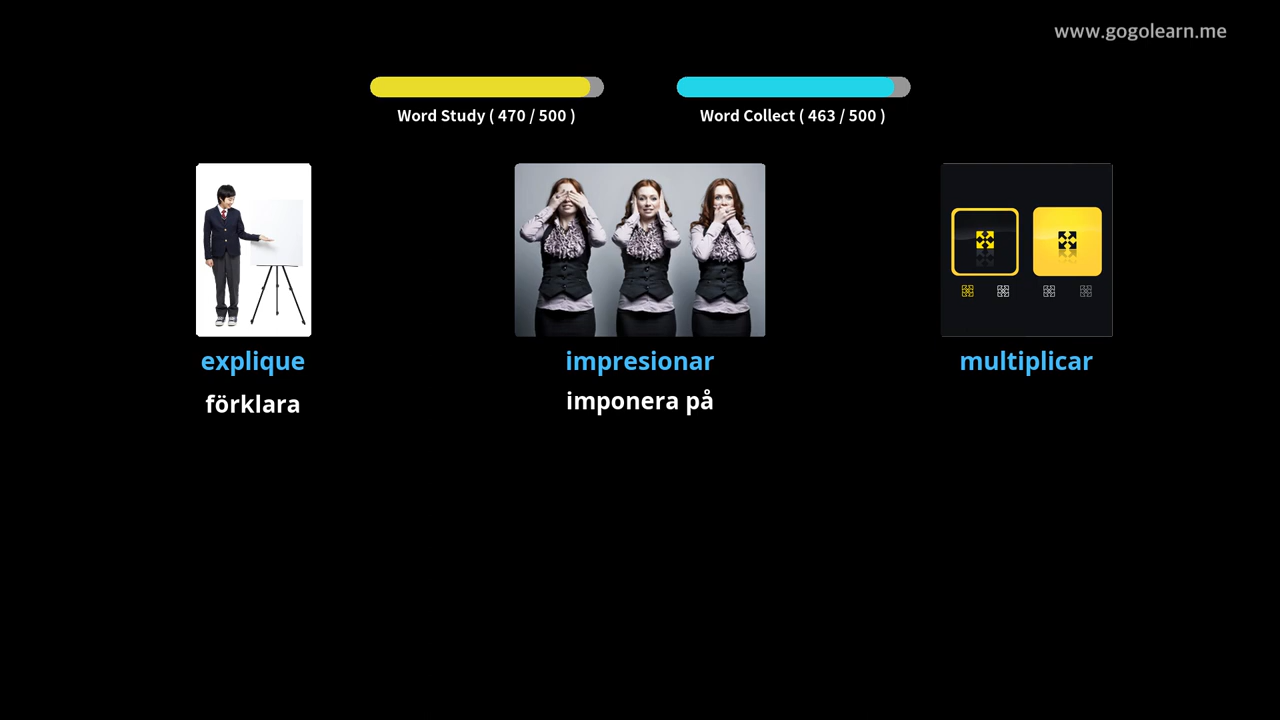 www.gogolearn.me
Word Study ( 470 / 500 )
Word Collect ( 463 / 500 )
explique
impresionar
multiplicar
förklara
imponera på